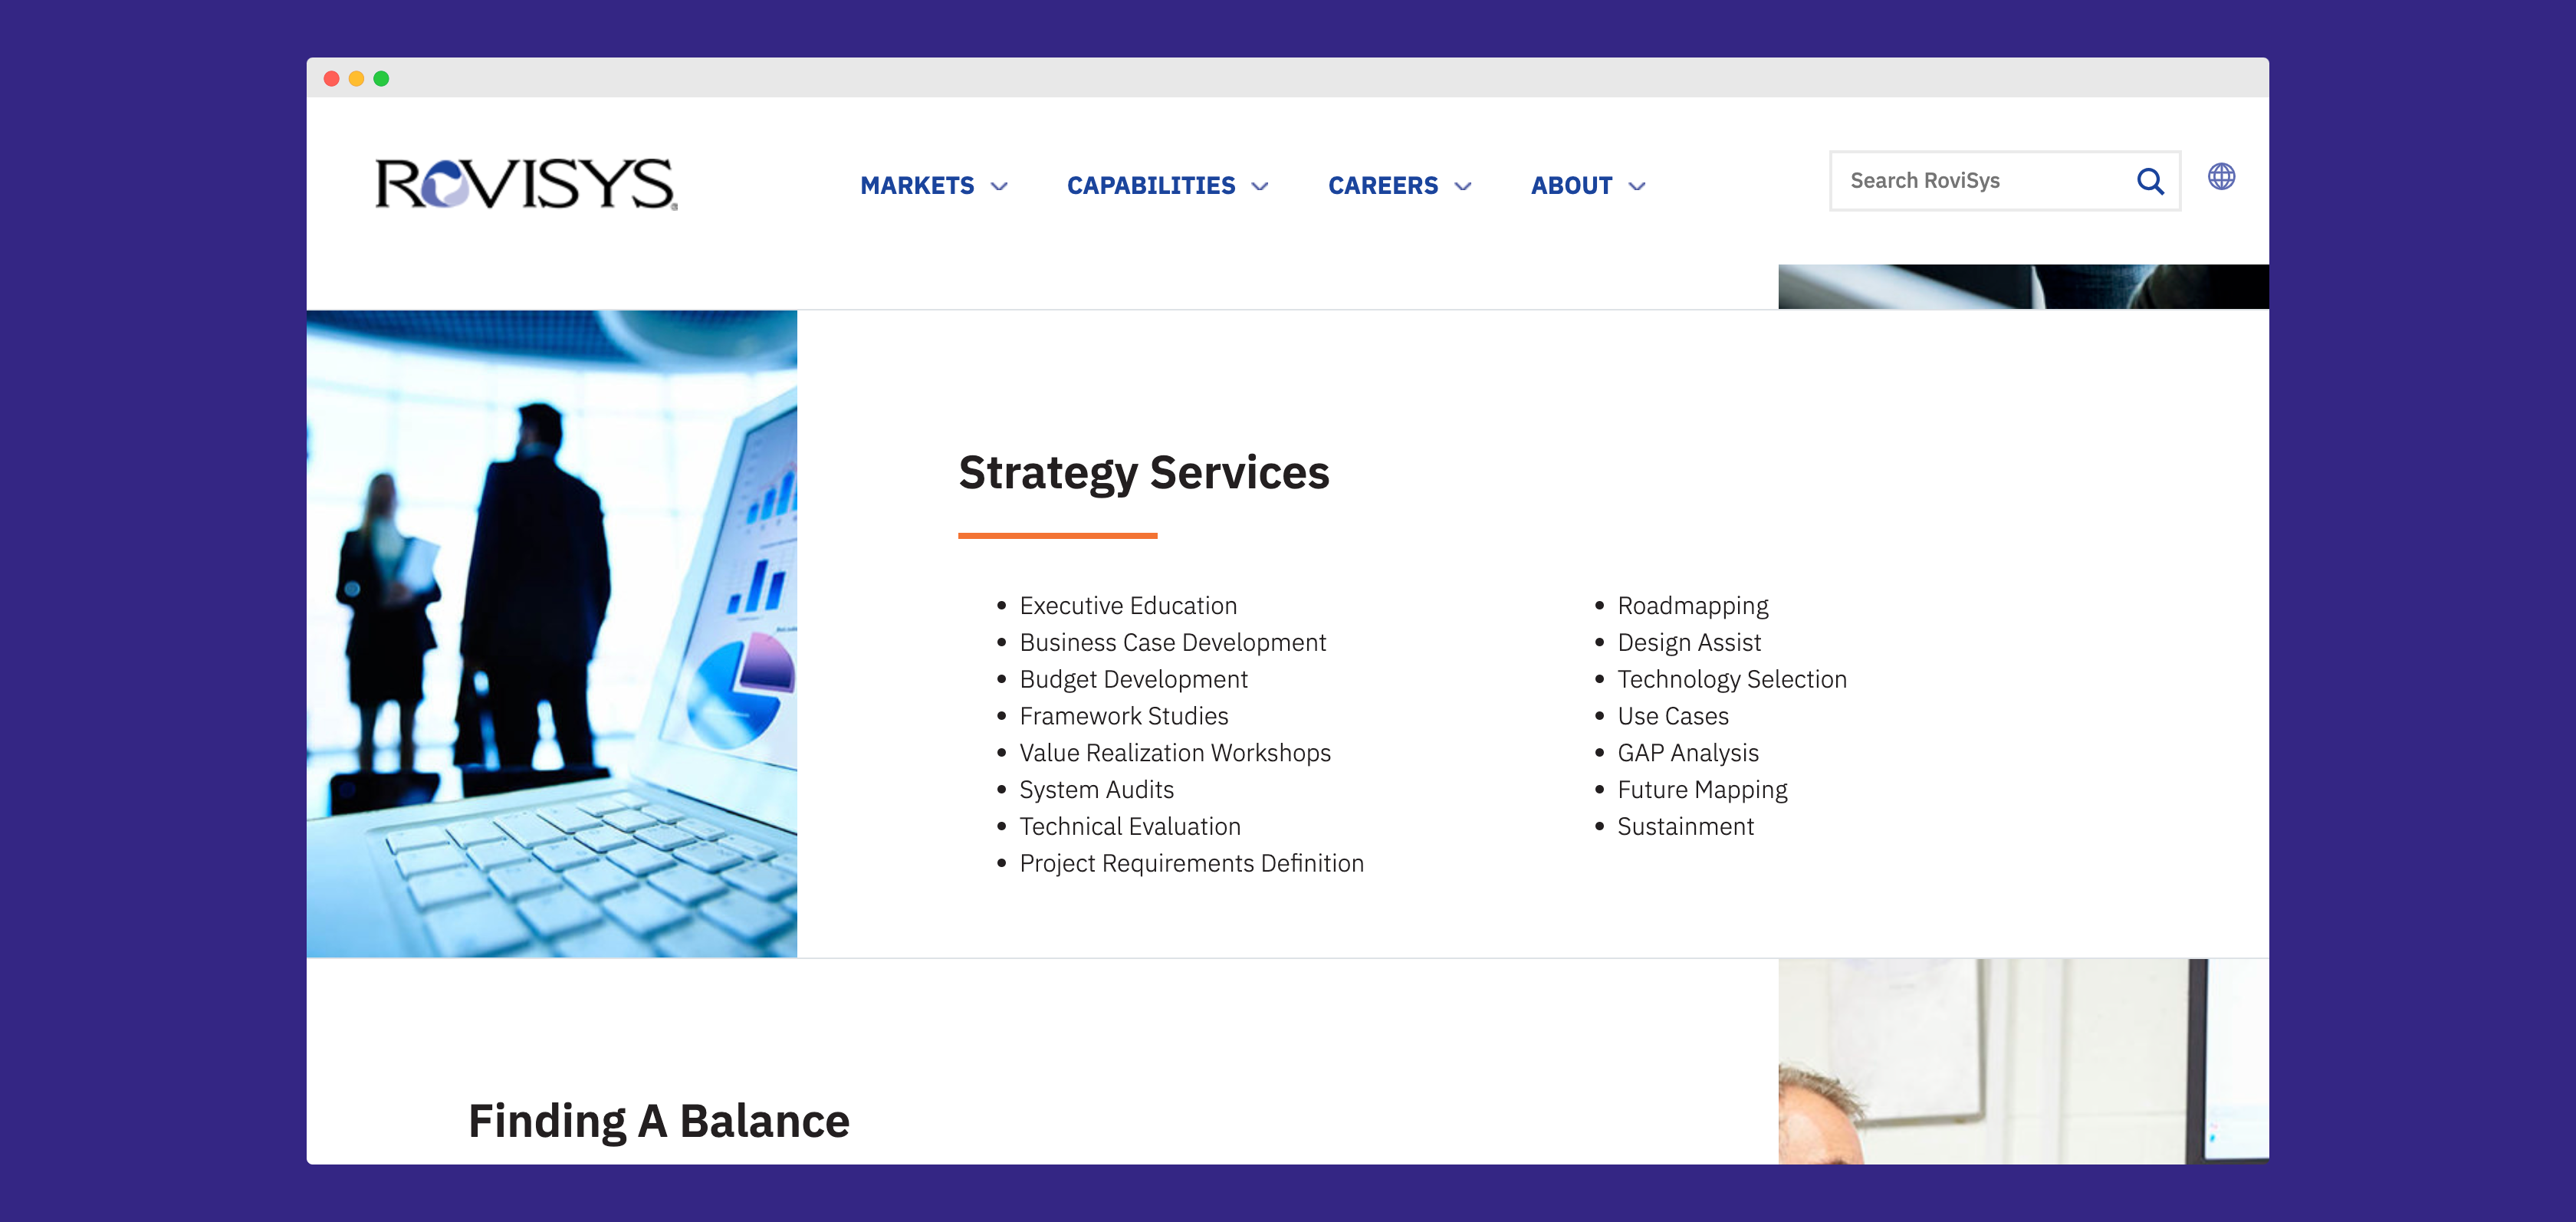 ROVISYS®
MARKETS
CAPABILITIES
CAREERS
ABOUT
Search RoviSys
Strategy Services
Executive Education
Business Case Development
Budget Development
Framework Studies
Value Realization Workshops
System Audits
Technical Evaluation
Project Requirements Definition
Roadmapping
Design Assist
Technology Selection
Use Cases
GAP Analysis
Future Mapping
Sustainment
Finding A Balance